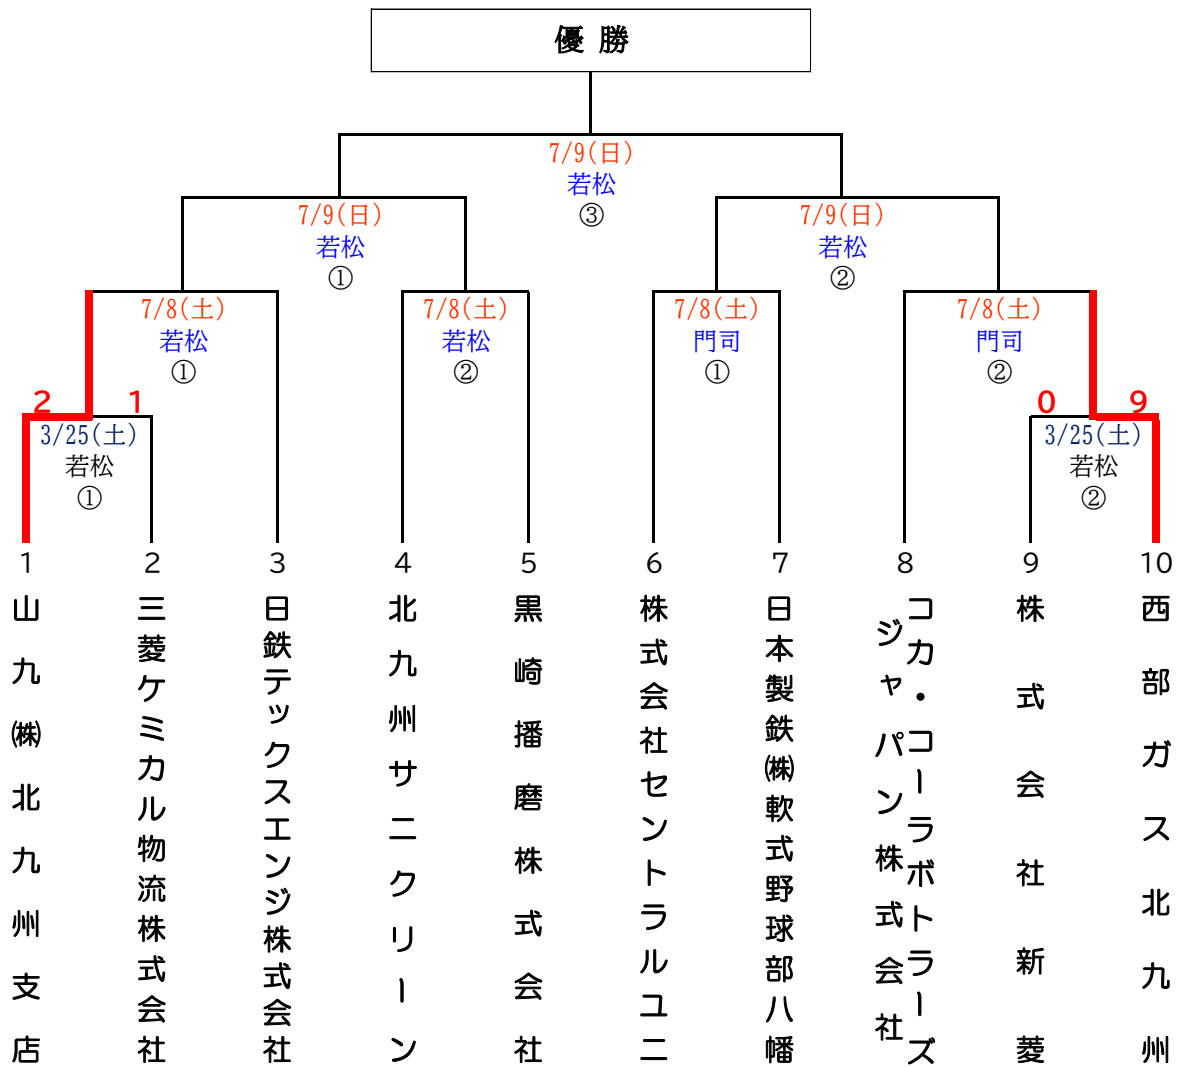 優 勝
7/9(日)
若松
③
7/9(日)
若松
①
7/9(日)
若松
②
7/8(土)
若松
①
7/8(土)
若松
②
7/8(土)
門司
①
7/8(土)
門司
②
2 1
3/25(土)
若松
①
0 9
3/25(土)
若松
②
1
山九㈱北九州支店
2
三菱ケミカル物流株式会社
3
日鉄テックスエンジ株式会社
4
北九州サニクリーン
5
黒崎播磨株式会社
6
株式会社セントラルユニ
7
日本製鉄㈱軟式野球部八幡
8
コカ・コーラボトラーズ
ジャパン株式会社
9
株式会社新菱
10
西部ガス北九州